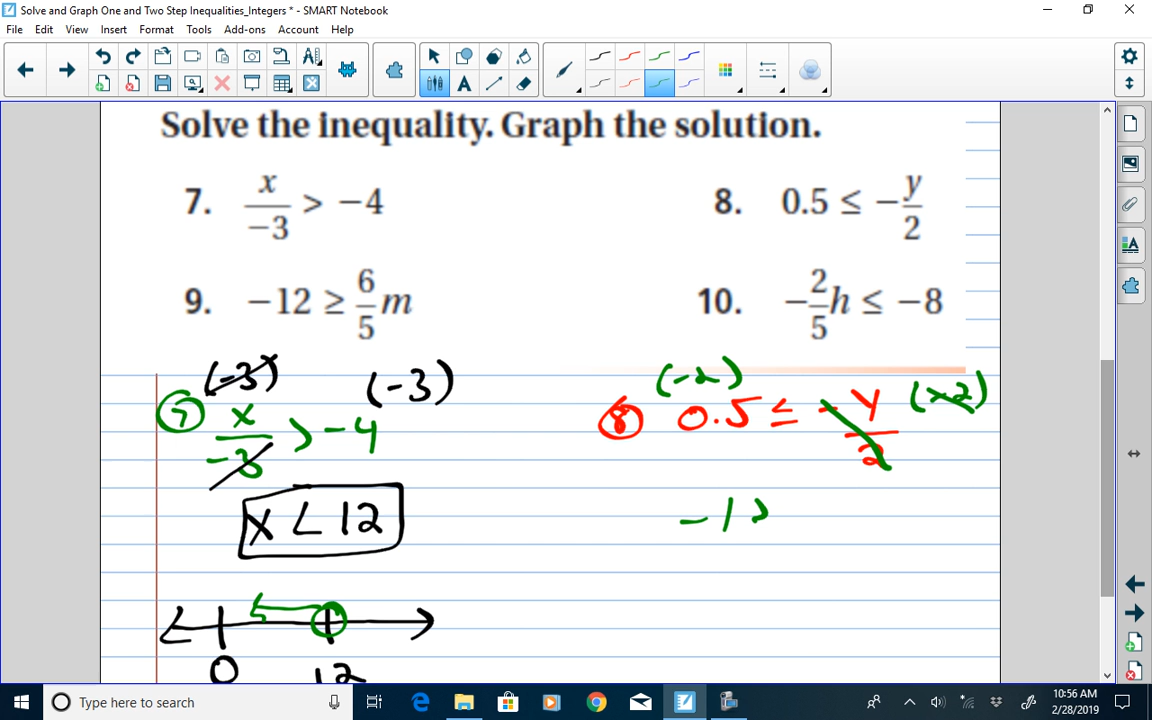 Solve and Graph One and Two Step Inequalities_Integers * - SMART Notebook
File Edit View Insert Format Tools Add-ons Account Help
Solve the inequality. Graph the solution.
7. x/-3 > -4
8. 0.5 ≤ -y/2
9. -12 ≥ 6/5 m
10. -2/5 h ≤ -8
(-3) (-3)
⑦ x/-3 > -4
x < 12
0 12
(-2) (-2)
⑧ 0.5 ≤ -y/2
-1 ≥
Type here to search
10:56 AM
2/28/2019